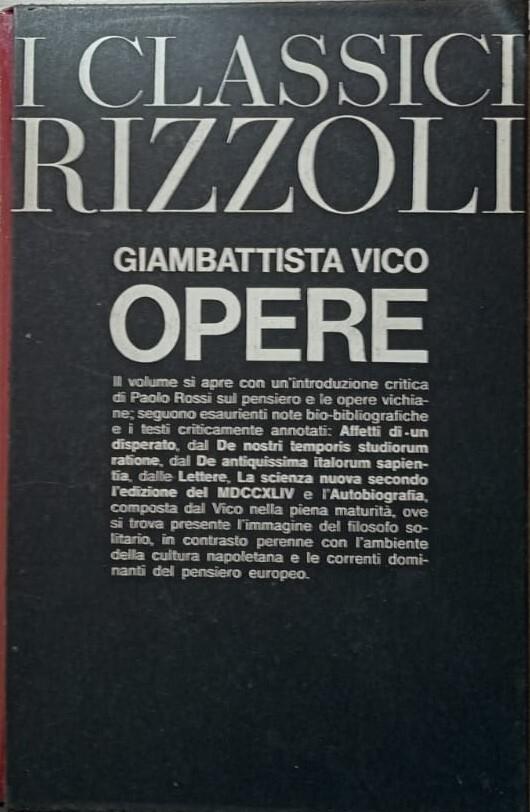 I CLASSICI
RIZZOLI
GIAMBATTISTA VICO
OPERE
Il volume si apre con un'introduzione critica
di Paolo Rossi sul pensiero e le opere vichia-
ne; seguono esaurienti note bio-bibliografiche
e i testi criticamente annotati: Affetti di un
disperato, dal De nostri temporis studiorum
ratione, dal De antiquissima italorum sapien-
tia, dalle Lettere, La scienza nuova secondo
l'edizione del MDCCXLIV e l'Autobiografia,
composta dal Vico nella piena maturità, ove
si trova presente l'immagine del filosofo so-
litario, in contrasto perenne con l'ambiente
della cultura napoletana e le correnti domi-
nanti del pensiero europeo.